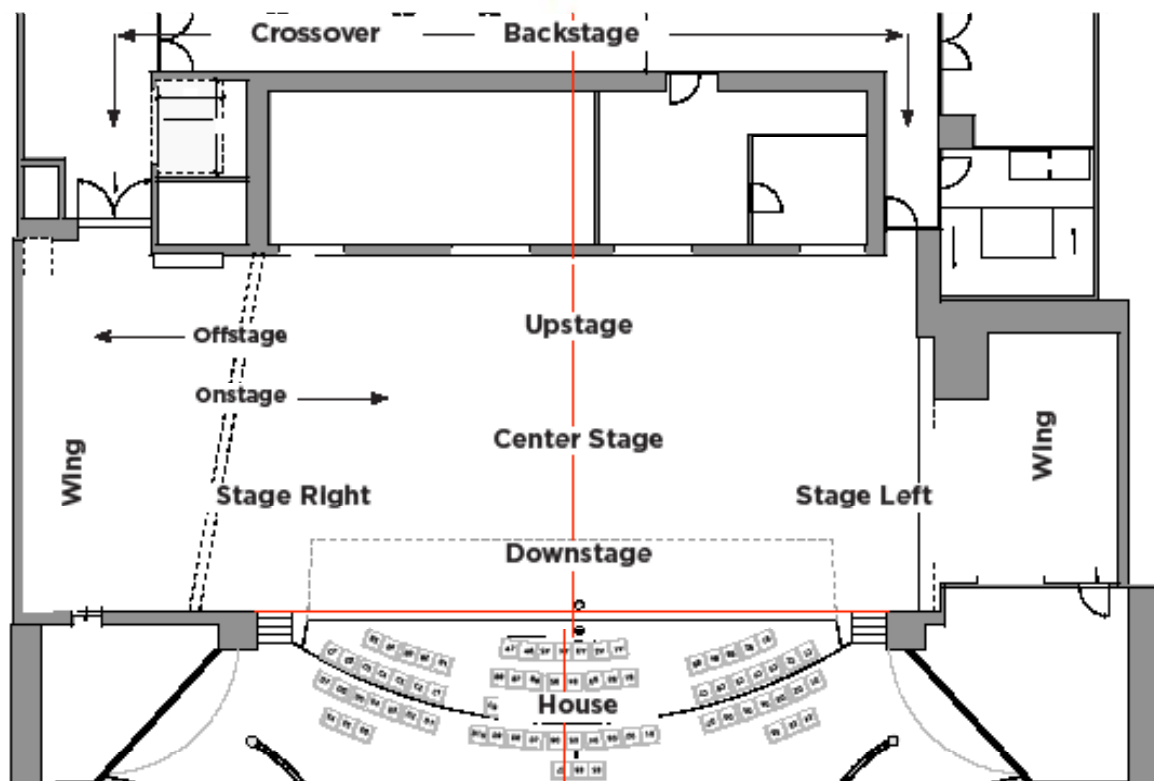 Crossover
Backstage
Offstage
Upstage
Onstage
Center Stage
Wing
Wing
Stage Right
Stage Left
Downstage
House